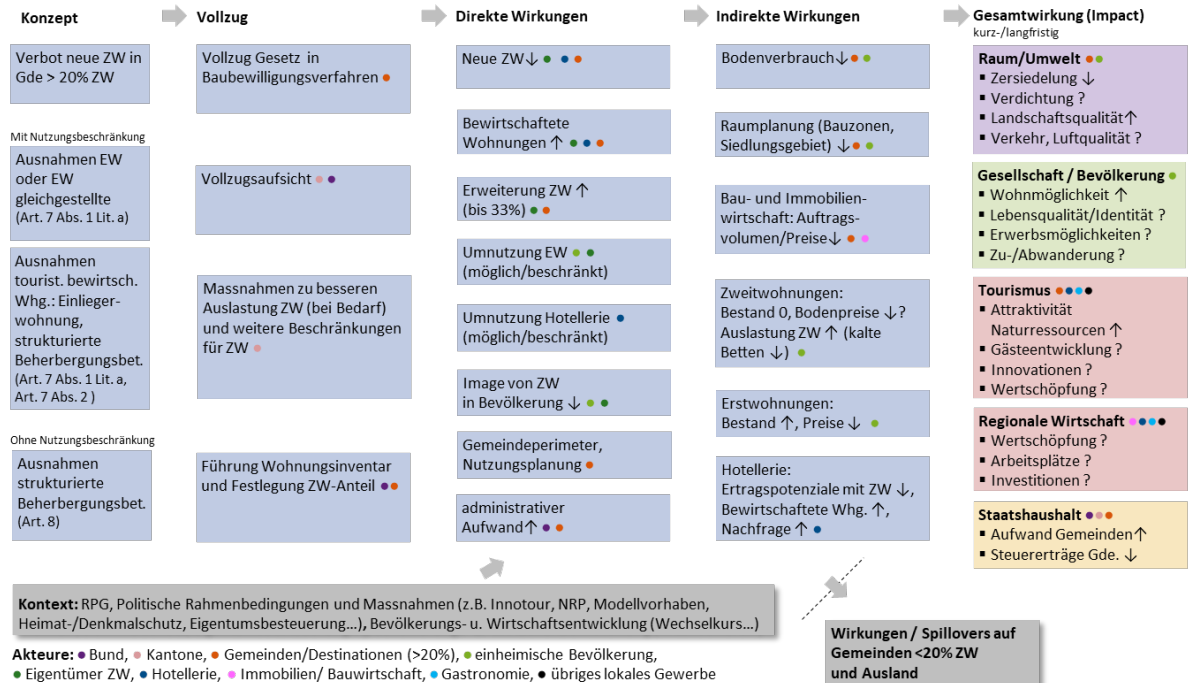 Konzept
Vollzug
Direkte Wirkungen
Indirekte Wirkungen
Gesamtwirkung (Impact)
kurz-/langfristig
Verbot neue ZW in
Gde > 20% ZW
Mit Nutzungsbeschränkung
Ausnahmen EW
oder EW
gleichgestellte
(Art. 7 Abs. 1 Lit. a)
Ausnahmen
tourist. bewirtsch.
Whg.: Einlieger-
wohnung,
strukturierte
Beherbergungsbet.
(Art. 7 Abs. 1 Lit. a,
Art. 7 Abs. 2 )
Ohne Nutzungsbeschränkung
Ausnahmen
strukturierte
Beherbergungsbet.
(Art. 8)
Vollzug Gesetz in
Baubewilligungsverfahren
Vollzugsaufsicht
Massnahmen zu besseren
Auslastung ZW (bei Bedarf)
und weitere Beschränkungen
für ZW
Führung Wohnungsinventar
und Festlegung ZW-Anteil
Neue ZW↓
Bewirtschaftete
Wohnungen ↑
Erweiterung ZW ↑
(bis 33%)
Umnutzung EW
(möglich/beschränkt)
Umnutzung Hotellerie
(möglich/beschränkt)
Image von ZW
in Bevölkerung ↓
Gemeindeperimeter,
Nutzungsplanung
administrativer
Aufwand↑
Bodenverbrauch↓
Raumplanung (Bauzonen,
Siedlungsgebiet) ↓
Bau- und Immobilien-
wirtschaft: Auftrags-
volumen/Preise↓
Zweitwohnungen:
Bestand 0, Bodenpreise ↓?
Auslastung ZW ↑ (kalte
Betten ↓)
Erstwohnungen:
Bestand ↑, Preise ↓
Hotellerie:
Ertragspotenziale mit ZW ↓,
Bewirtschaftete Whg. ↑,
Nachfrage ↑
Raum/Umwelt
▪ Zersiedelung ↓
▪ Verdichtung ?
▪ Landschaftsqualität↑
▪ Verkehr, Luftqualität ?
Gesellschaft / Bevölkerung
▪ Wohnmöglichkeit ↑
▪ Lebensqualität/Identität ?
▪ Erwerbsmöglichkeiten ?
▪ Zu-/Abwanderung ?
Tourismus
▪ Attraktivität
Naturressourcen ↑
▪ Gästeentwicklung ?
▪ Innovationen ?
▪ Wertschöpfung ?
Regionale Wirtschaft
▪ Wertschöpfung ?
▪ Arbeitsplätze ?
▪ Investitionen ?
Staatshaushalt
▪ Aufwand Gemeinden↑
▪ Steuererträge Gde. ↓
Kontext: RPG, Politische Rahmenbedingungen und Massnahmen (z.B. Innotour, NRP, Modellvorhaben,
Heimat-/Denkmalschutz, Eigentumsbesteuerung...), Bevölkerungs- u. Wirtschaftsentwicklung (Wechselkurs...)
Wirkungen / Spillovers auf
Gemeinden <20% ZW
und Ausland
Akteure: • Bund, • Kantone, • Gemeinden/Destinationen (>20%), • einheimische Bevölkerung,
• Eigentümer ZW, • Hotellerie, • Immobilien/ Bauwirtschaft, • Gastronomie, • übriges lokales Gewerbe